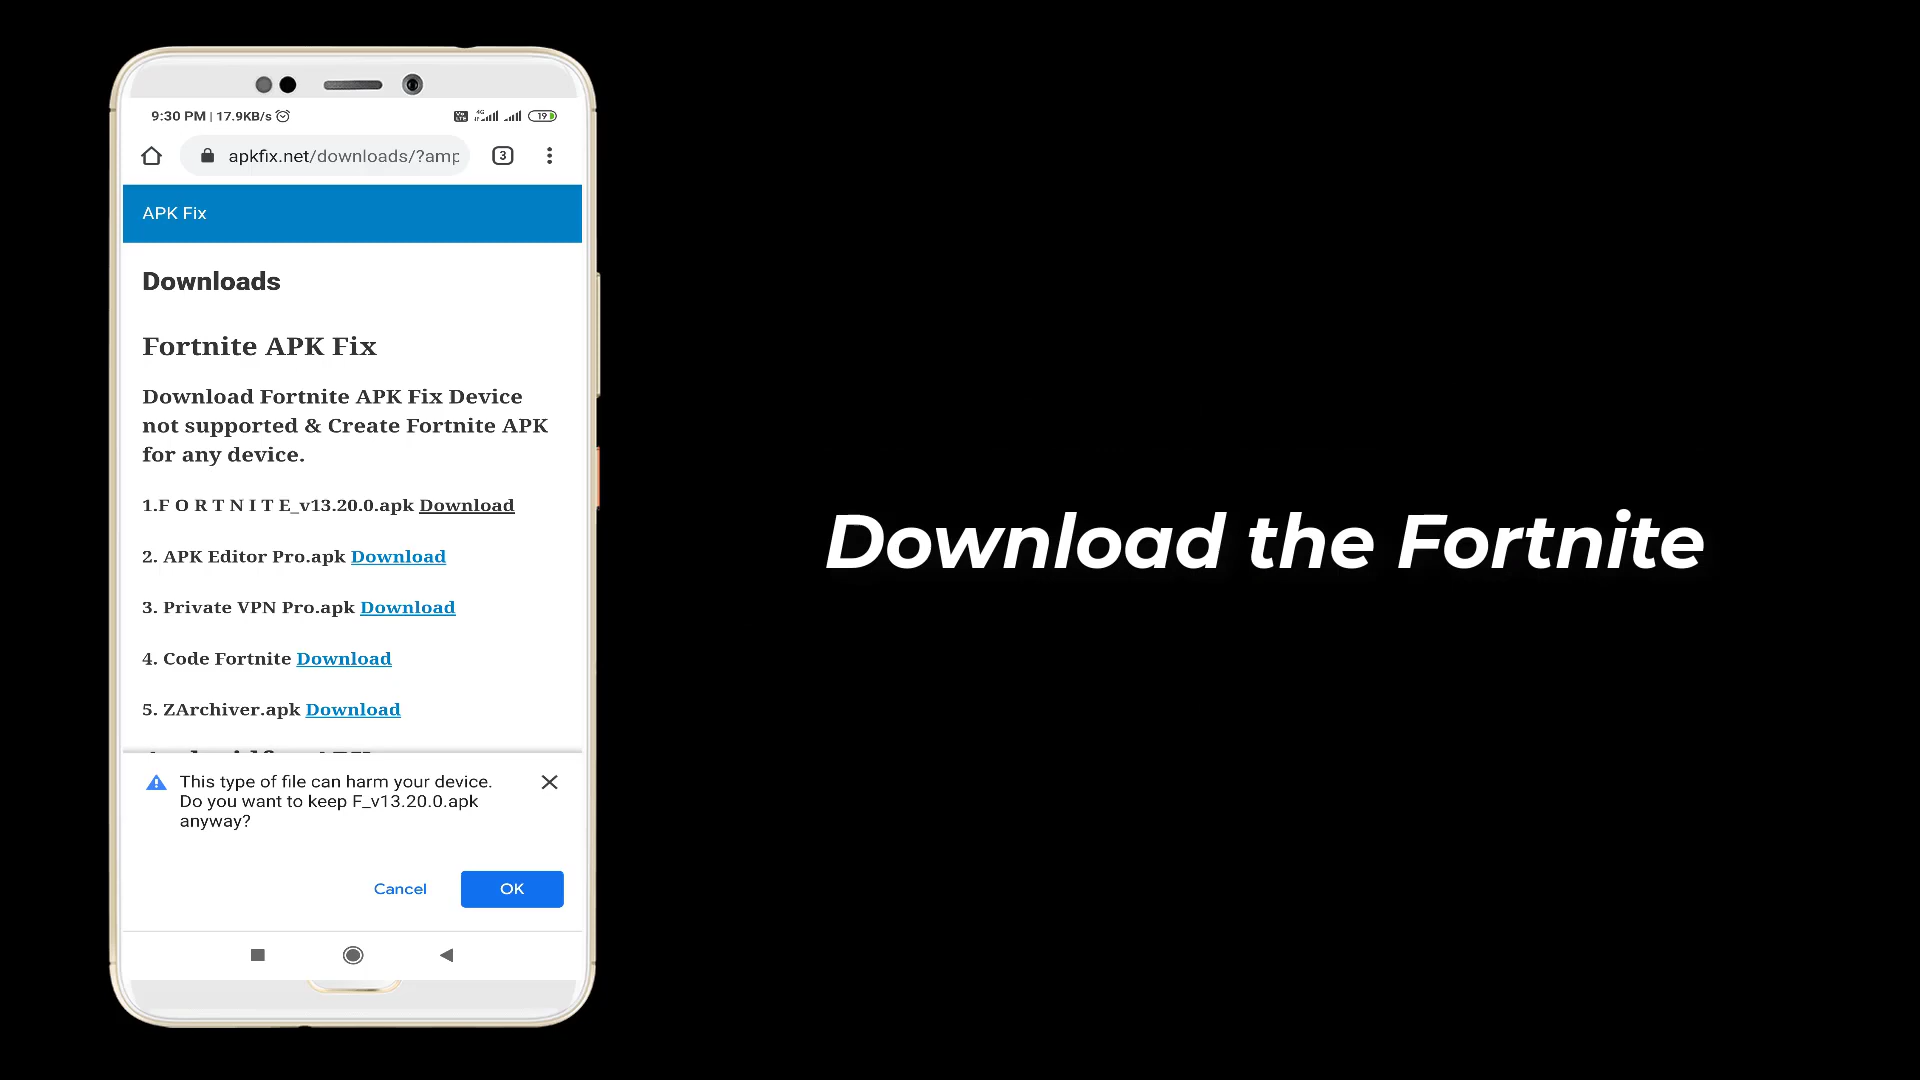 9:30 PM | 17.9KB/s
4G
19
apkfix.net/downloads/?amp
3
APK Fix
Downloads
Fortnite APK Fix
Download Fortnite APK Fix Device
not supported & Create Fortnite APK
for any device.
1.F O R T N I T E_v13.20.0.apk Download
2. APK Editor Pro.apk Download
3. Private VPN Pro.apk Download
4. Code Fortnite Download
5. ZArchiver.apk Download
This type of file can harm your device.
Do you want to keep F_v13.20.0.apk
anyway?
Cancel
OK
Download the Fortnite